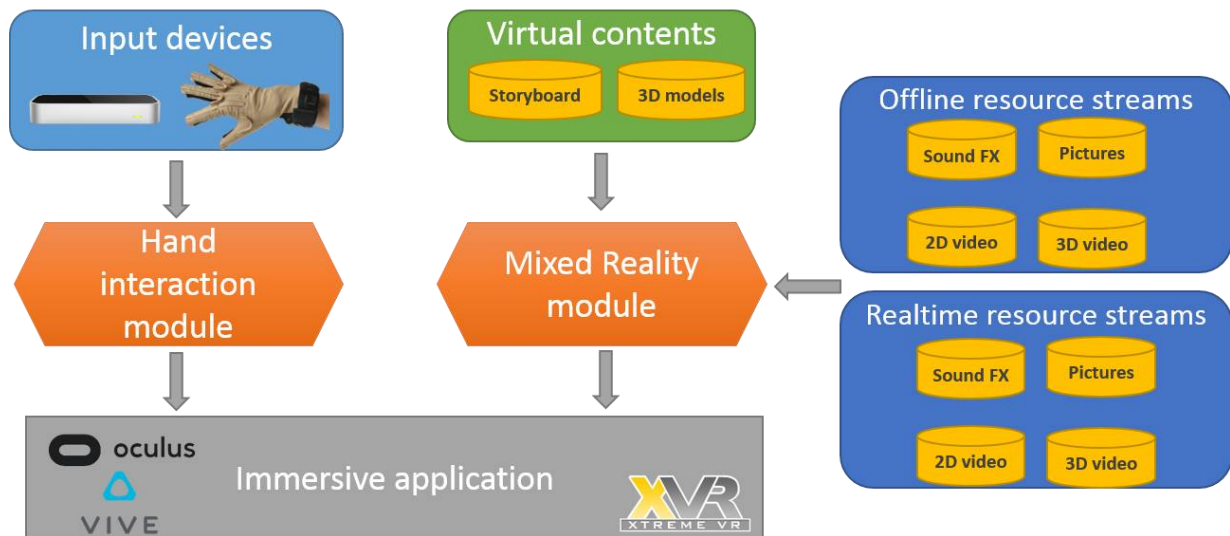 Input devices
Virtual contents
Storyboard
3D models
Offline resource streams
Sound FX
Pictures
2D video
3D video
Hand
interaction
module
Mixed Reality
module
Realtime resource streams
Sound FX
Pictures
2D video
3D video
oculus
VIVE
Immersive application
XVR
XTREME VR